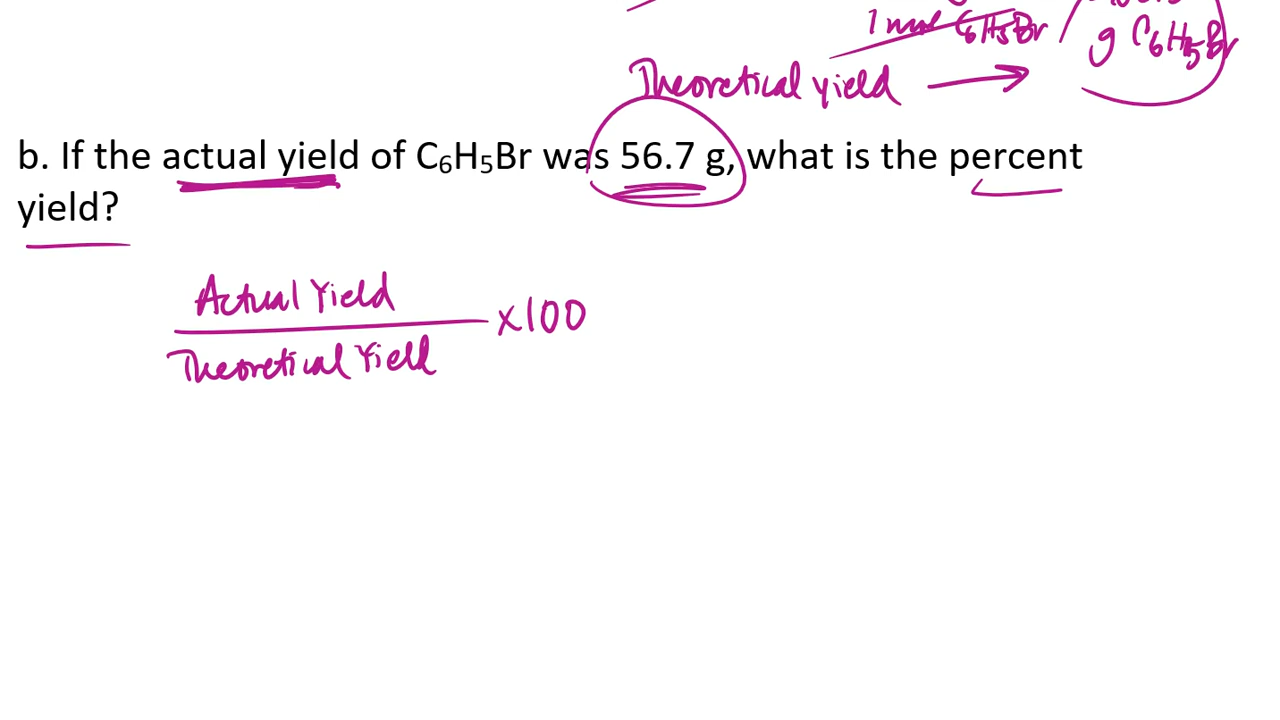 1 mol C₆H₅Br
g C₆H₅Br
Theoretical yield →
b. If the actual yield of C₆H₅Br was 56.7 g, what is the percent
yield?
Actual Yield
x100
Theoretical Yield